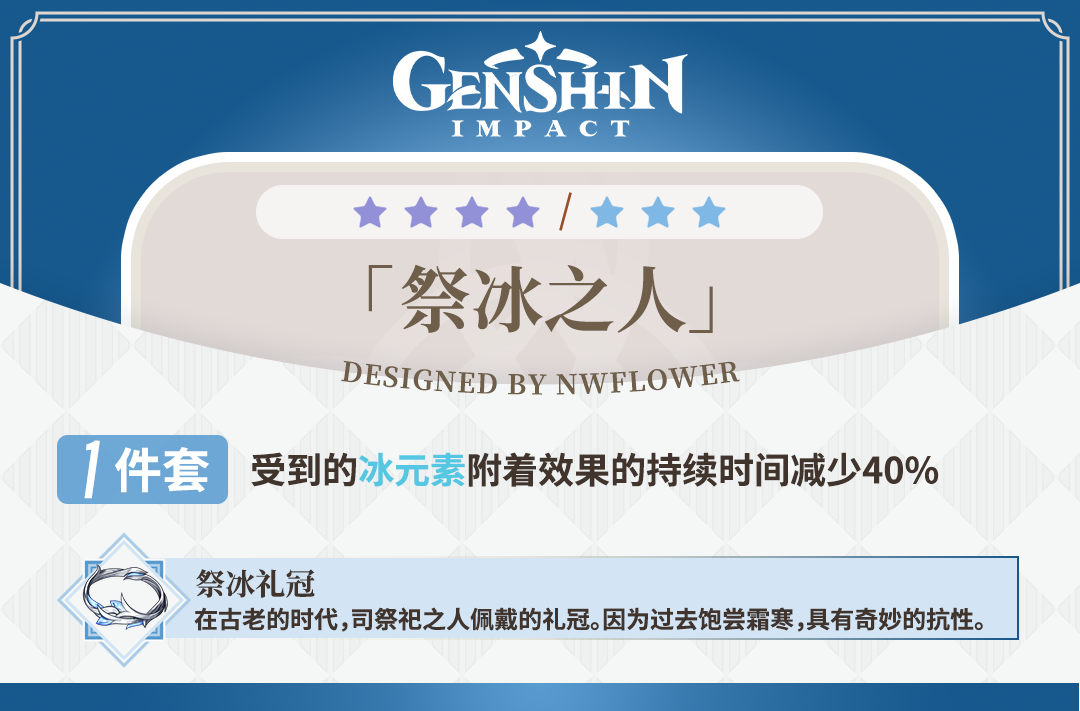 GENSHIN
IMPACT
/
「祭冰之人」
DESIGNED BY NWFLOWER
1件套
受到的冰元素附着效果的持续时间减少40%
祭冰礼冠
在古老的时代，司祭祀之人佩戴的礼冠。因为过去饱尝霜寒，具有奇妙的抗性。